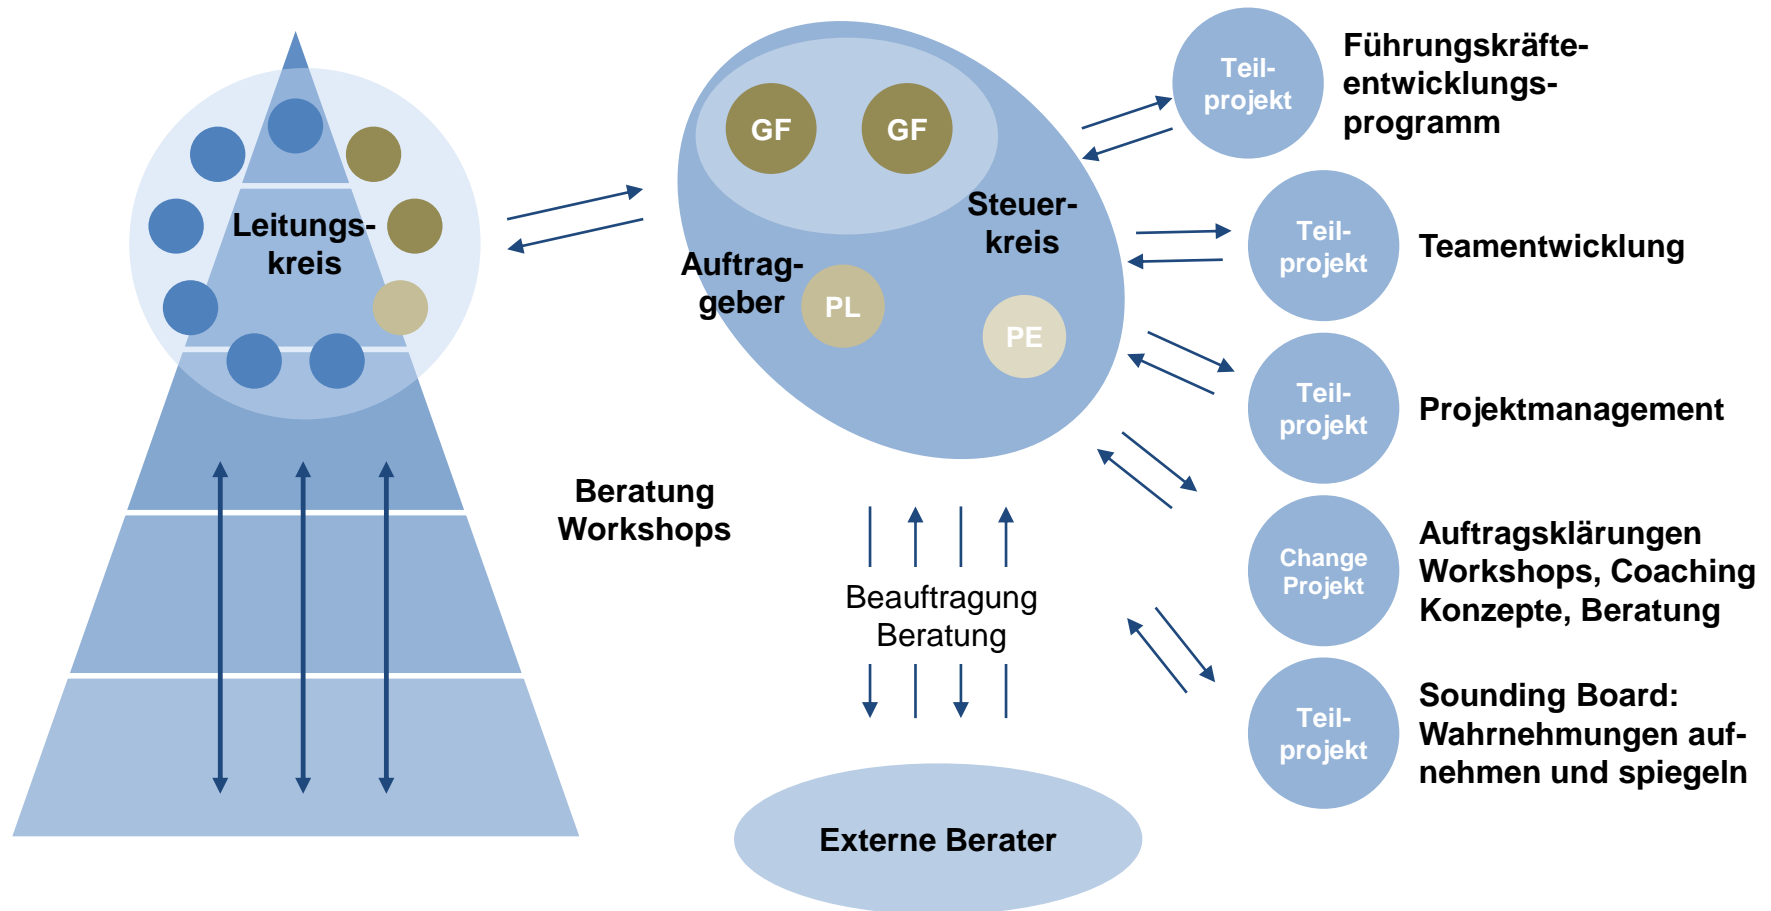 Leitungs-
kreis
GF
GF
Steuer-
kreis
Auftrag-
geber
PL
PE
Beratung
Workshops
Beauftragung
Beratung
Externe Berater
Teil-
projekt
Führungskräfte-
entwicklungs-
programm
Teil-
projekt
Teamentwicklung
Teil-
projekt
Projektmanagement
Change
Projekt
Auftragsklärungen
Workshops, Coaching
Konzepte, Beratung
Teil-
projekt
Sounding Board:
Wahrnehmungen auf-
nehmen und spiegeln